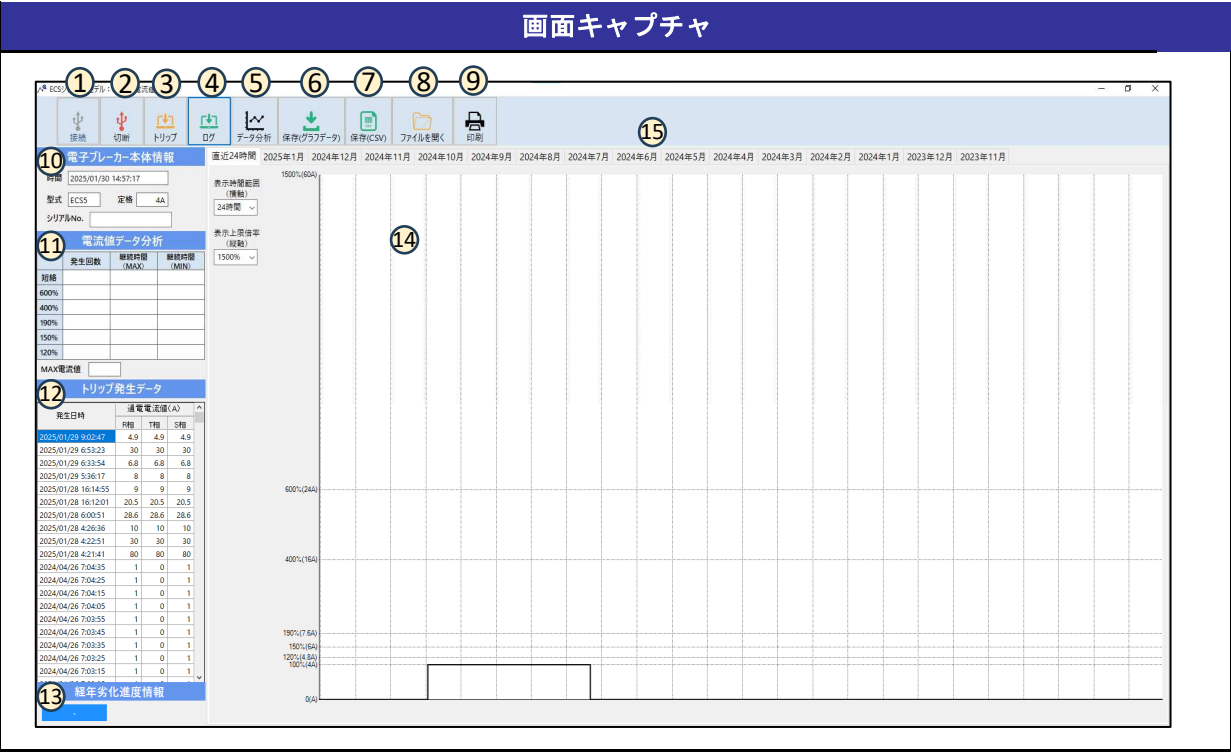 画面キャプチャ
① ② ③ ④ ⑤ ⑥ ⑦ ⑧ ⑨
接続 切断 トリップ ログ データ分析 保存(グラフデータ) 保存(CSV) ファイルを開く 印刷
⑮
直近24時間 2025年1月 2024年12月 2024年11月 2024年10月 2024年9月 2024年8月 2024年7月 2024年6月 2024年5月 2024年4月 2024年3月 2024年2月 2024年1月 2023年12月 2023年11月
⑩ 電子ブレーカー本体情報
時間 2025/01/30 14:57:17
型式 ECS5 定格 4A
シリアルNo.
⑪ 電流値データ分析
発生回数 継続時間(MAX) 継続時間(MIN)
短絡
600%
400%
190%
150%
120%
MAX電流値
⑫ トリップ発生データ
発生日時 通電電流値(A)
R相 T相 S相
2025/01/29 9:02:47 4.9 4.9 4.9
2025/01/29 6:53:23 30 30 30
2025/01/29 6:33:54 6.8 6.8 6.8
2025/01/29 5:36:17 8 8 8
2025/01/28 16:14:55 9 9 9
2025/01/28 16:12:01 20.5 20.5 20.5
2025/01/28 6:00:51 28.6 28.6 28.6
2025/01/28 4:26:36 10 10 10
2025/01/28 4:22:51 30 30 30
2025/01/28 4:21:41 80 80 80
2024/04/26 7:04:35 1 0 1
2024/04/26 7:04:25 1 0 1
2024/04/26 7:04:15 1 0 1
2024/04/26 7:04:05 1 0 1
2024/04/26 7:03:55 1 0 1
2024/04/26 7:03:45 1 0 1
2024/04/26 7:03:35 1 0 1
2024/04/26 7:03:25 1 0 1
2024/04/26 7:03:15 1 0 1
⑬ 経年劣化進度情報
-
表示時間範囲
(横軸)
24時間
表示上限倍率
(縦軸)
1500%
⑭
1500%(60A)
600%(24A)
400%(16A)
190%(7.6A)
150%(6A)
120%(4.8A)
100%(4A)
0(A)